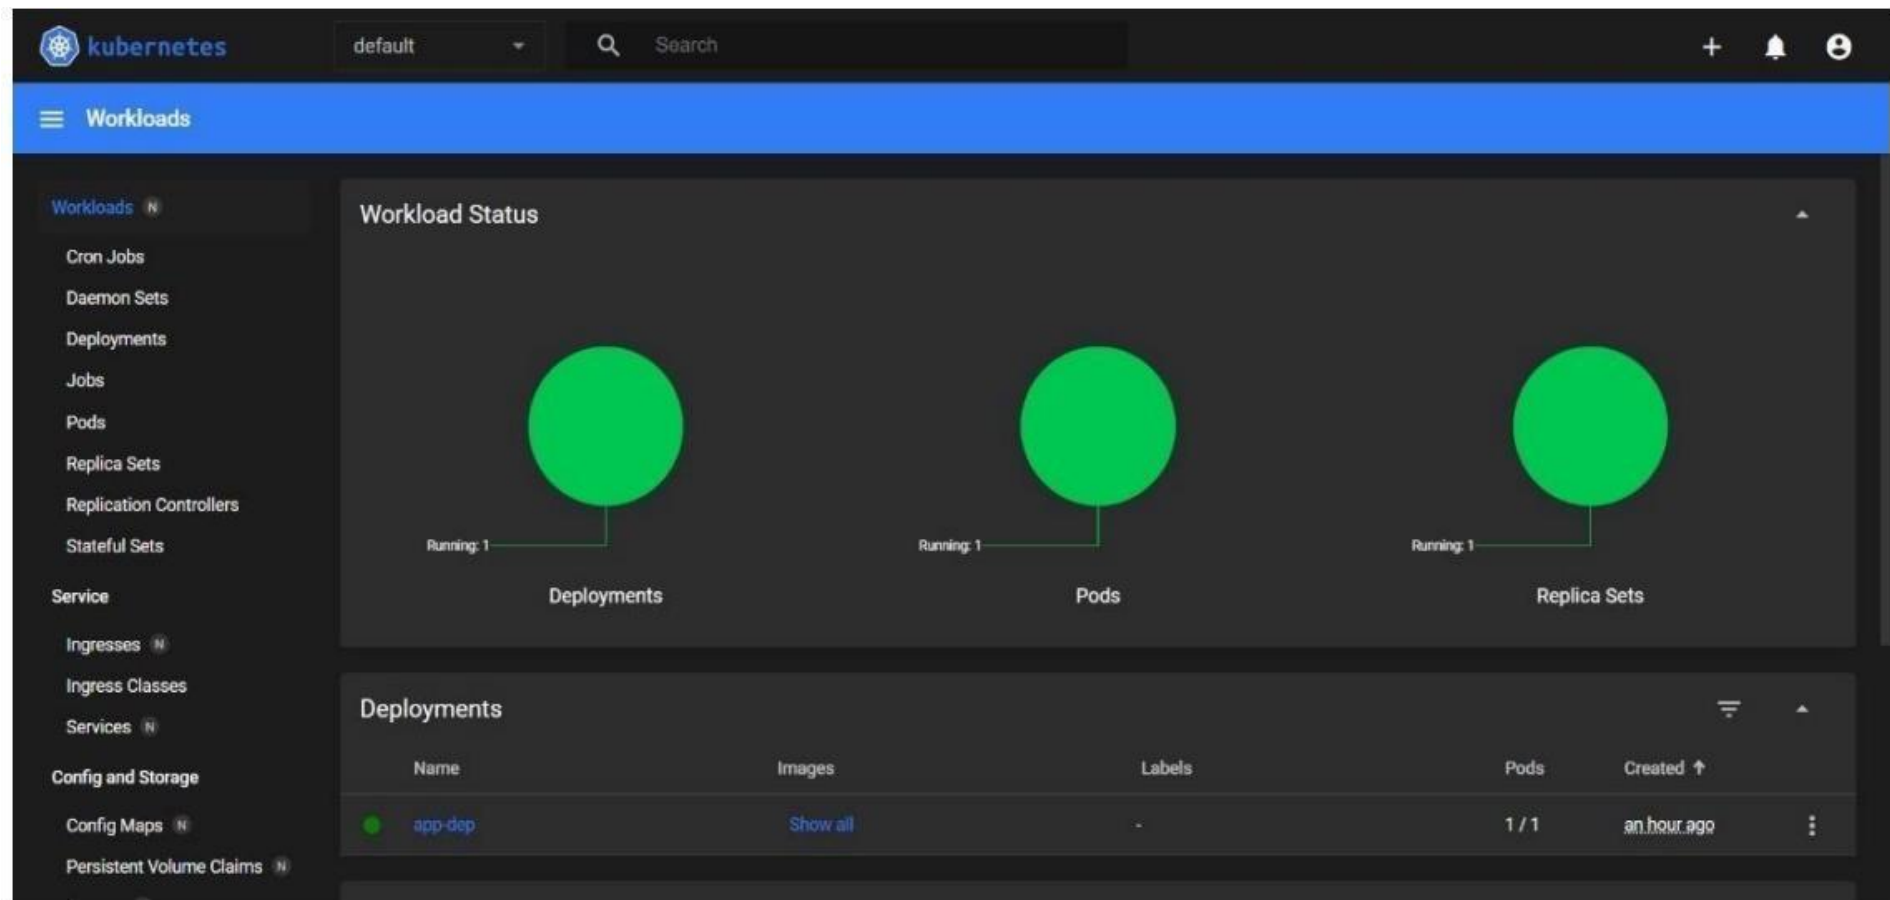 kubernetes
default
Search
Workloads
Workloads N
Cron Jobs
Daemon Sets
Deployments
Jobs
Pods
Replica Sets
Replication Controllers
Stateful Sets
Service
Ingresses N
Ingress Classes
Services N
Config and Storage
Config Maps N
Persistent Volume Claims N
Workload Status
Running: 1
Running: 1
Running: 1
Deployments
Pods
Replica Sets
Deployments
Name Images Labels Pods Created ↑
app-dep Show all - 1 / 1 an hour ago